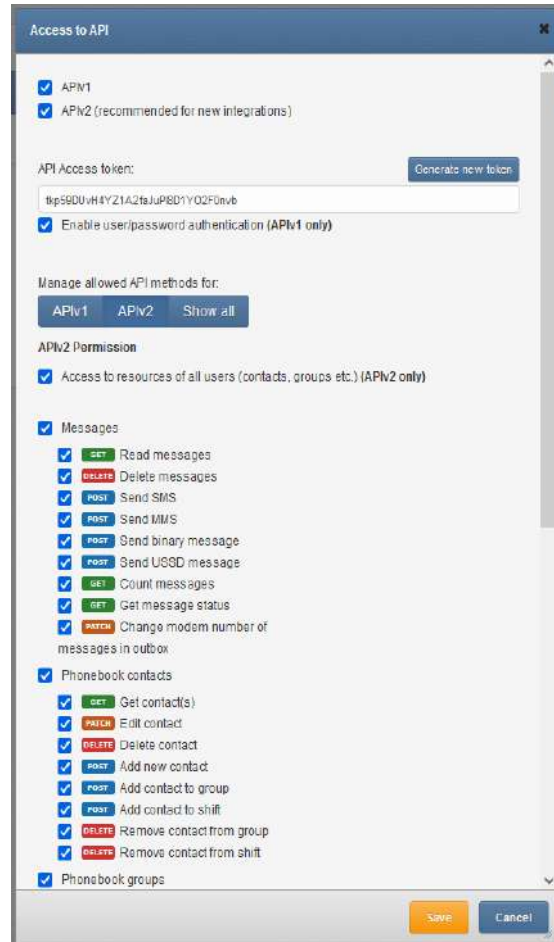 Access to API
APIv1
APIv2 (recommended for new integrations)
API Access token:
Generate new token
Enable user/password authentication (APIv1 only)
Manage allowed API methods for:
APIv1 APIv2 Show all
APIv2 Permission
Access to resources of all users (contacts, groups etc.) (APIv2 only)
Messages
GET Read messages
DELETE Delete messages
POST Send SMS
POST Send MMS
POST Send binary message
POST Send USSD message
GET Count messages
GET Get message status
PATCH Change modem number of
messages in outbox
Phonebook contacts
GET Get contact(s)
PATCH Edit contact
DELETE Delete contact
POST Add new contact
POST Add contact to group
POST Add contact to shift
DELETE Remove contact from group
DELETE Remove contact from shift
Phonebook groups
Save Cancel